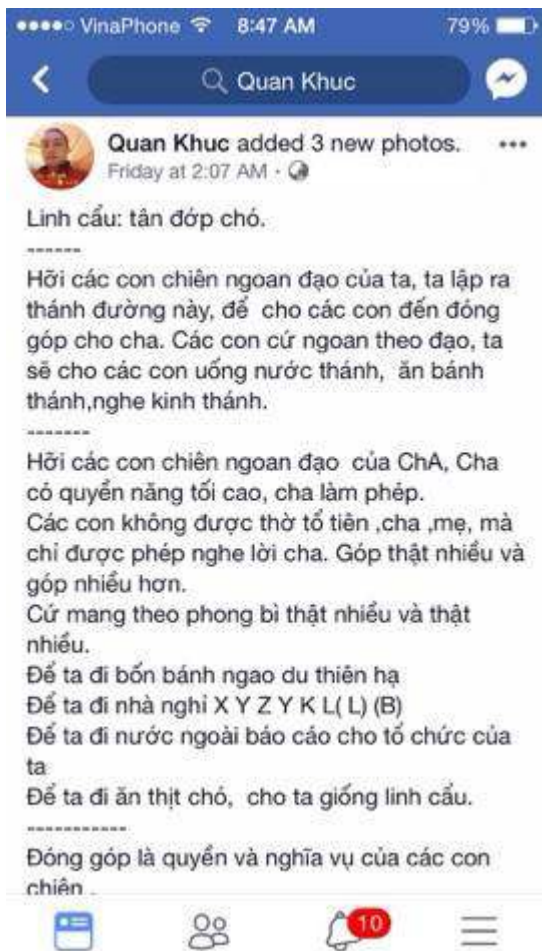 VinaPhone 8:47 AM 79%
Quan Khuc
Quan Khuc added 3 new photos.
Friday at 2:07 AM ·
Linh cẩu: tân đớp chó.
------
Hỡi các con chiên ngoan đạo của ta, ta lập ra
thánh đường này, để cho các con đến đóng
góp cho cha. Các con cứ ngoan theo đạo, ta
sẽ cho các con uống nước thánh, ăn bánh
thánh,nghe kinh thánh.
-------
Hỡi các con chiên ngoan đạo của ChA, Cha
có quyền năng tối cao, cha làm phép.
Các con không được thờ tổ tiên ,cha ,mẹ, mà
chỉ được phép nghe lời cha. Góp thật nhiều và
góp nhiều hơn.
Cứ mang theo phong bì thật nhiều và thật
nhiều.
Để ta đi bốn bánh ngao du thiên hạ
Để ta đi nhà nghỉ X Y Z Y K L( L) (B)
Để ta đi nước ngoài báo cáo cho tổ chức của
ta
Để ta đi ăn thịt chó, cho ta giống linh cẩu.
-----------
Đóng góp là quyền và nghĩa vụ của các con
chiên .
10